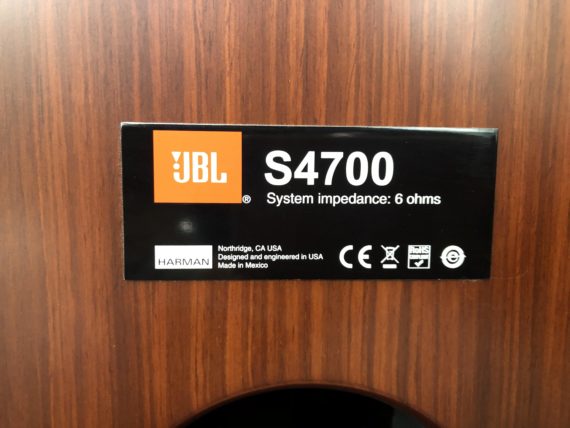 JBL®
S4700
System impedance: 6 ohms
HARMAN
Northridge, CA USA
Designed and engineered in USA
Made in Mexico
CE
RoHS
e